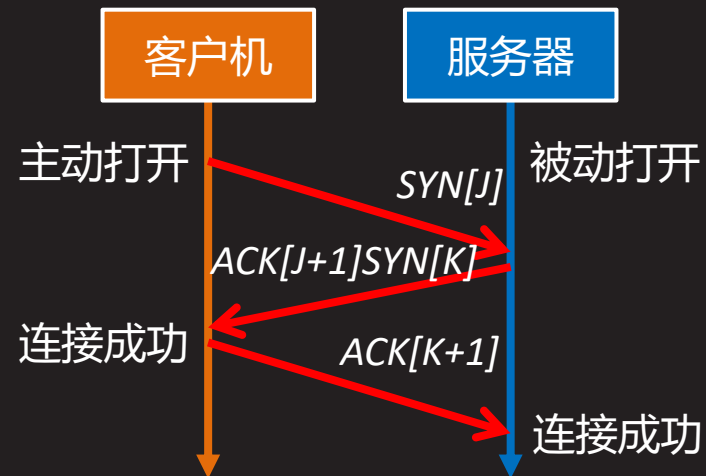 客户机
服务器
主动打开
被动打开
SYN[J]
ACK[J+1]SYN[K]
连接成功
ACK[K+1]
连接成功